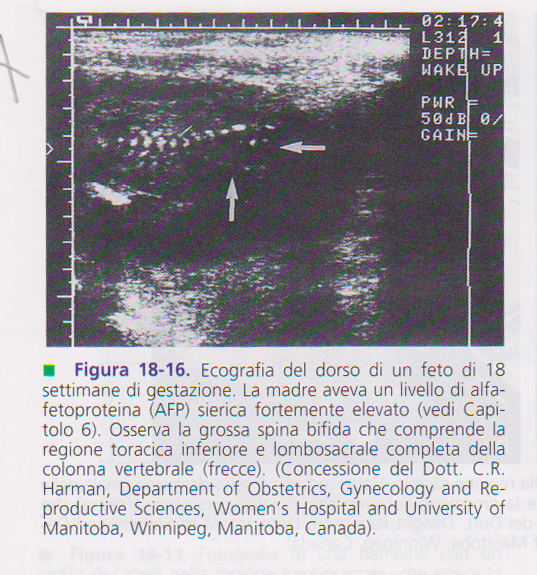 02:17:4
L312 1
DEPTH=
WAKE UP
PWR =
50dB 0/
GAIN=
Figura 18-16. Ecografia del dorso di un feto di 18
settimane di gestazione. La madre aveva un livello di alfa-
fetoproteina (AFP) sierica fortemente elevato (vedi Capi-
tolo 6). Osserva la grossa spina bifida che comprende la
regione toracica inferiore e lombosacrale completa della
colonna vertebrale (frecce). (Concessione del Dott. C.R.
Harman, Department of Obstetrics, Gynecology and Re-
productive Sciences, Women's Hospital and University of
Manitoba, Winnipeg, Manitoba, Canada).